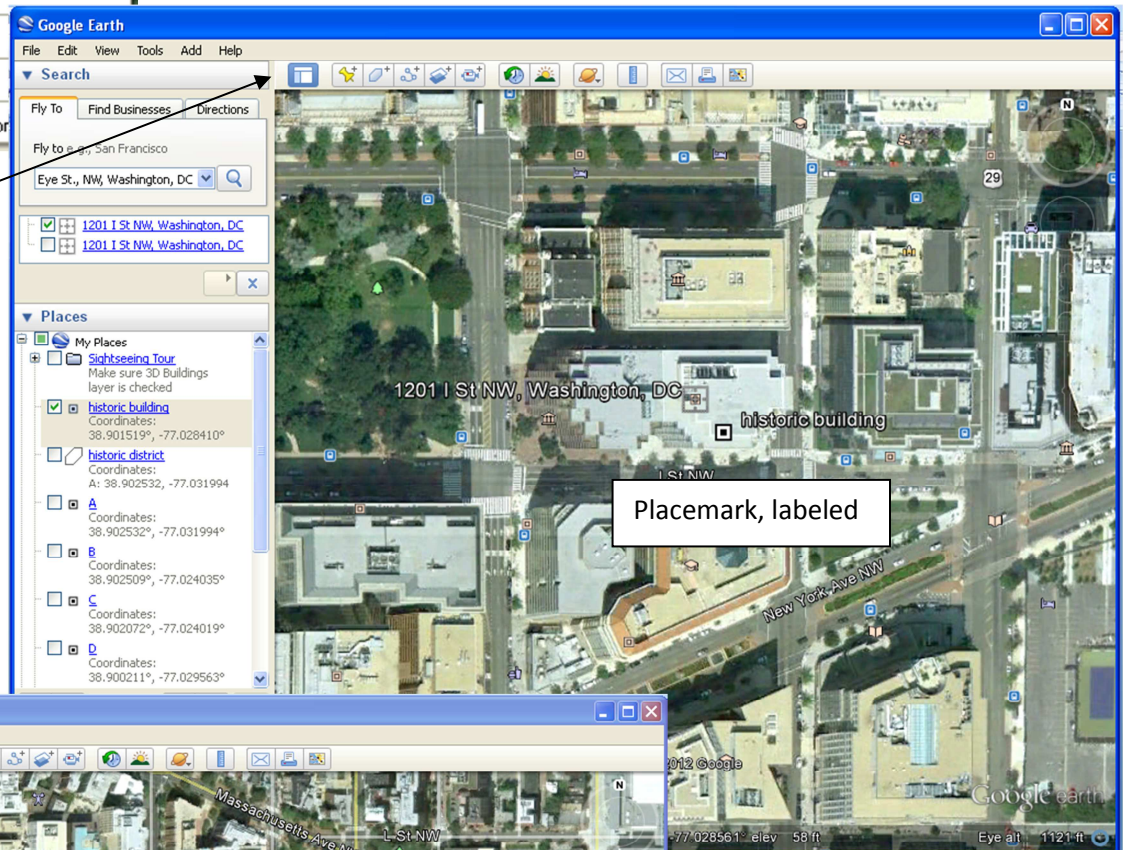 Google Earth
File Edit View Tools Add Help
Search
Fly To Find Businesses Directions
Fly to e.g., San Francisco
Eye St., NW, Washington, DC
1201 I St NW, Washington, DC
1201 I St NW, Washington, DC
Places
My Places
Sightseeing Tour
Make sure 3D Buildings
layer is checked
historic building
Coordinates:
38.901519°, -77.028410°
historic district
Coordinates:
A: 38.902532, -77.031994
A
Coordinates:
38.902532°, -77.031994°
B
Coordinates:
38.902509°, -77.024035°
C
Coordinates:
38.902072°, -77.024019°
D
Coordinates:
38.900211°, -77.029563°
N
29
1201 I St NW, Washington, DC
historic building
I St NW
Placemark, labeled
New York Ave NW
2012 Google
Google earth
-77.028561° elev 58 ft Eye alt 1121 ft
N
Massachusetts Ave
L St NW